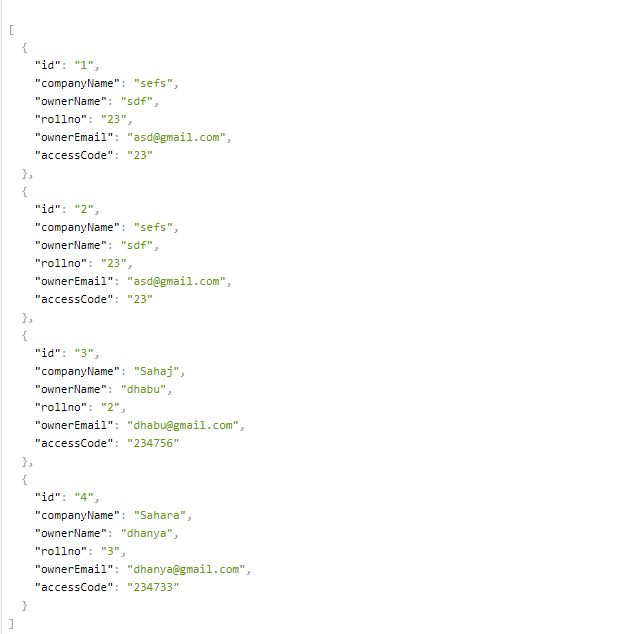 [
{
"id": "1",
"companyName": "sefs",
"ownerName": "sdf",
"rollno": "23",
"ownerEmail": "asd@gmail.com",
"accessCode": "23"
},
{
"id": "2",
"companyName": "sefs",
"ownerName": "sdf",
"rollno": "23",
"ownerEmail": "asd@gmail.com",
"accessCode": "23"
},
{
"id": "3",
"companyName": "Sahaj",
"ownerName": "dhabu",
"rollno": "2",
"ownerEmail": "dhabu@gmail.com",
"accessCode": "234756"
},
{
"id": "4",
"companyName": "Sahara",
"ownerName": "dhanya",
"rollno": "3",
"ownerEmail": "dhanya@gmail.com",
"accessCode": "234733"
}
]